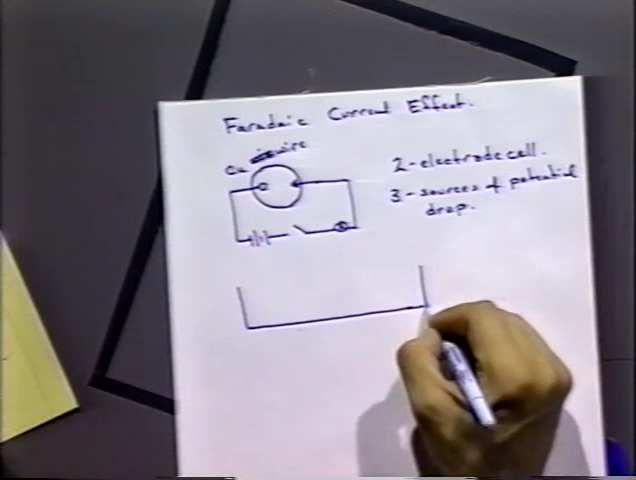 Faradaic Current Effect.
Cu wire
2-electrode cell.
3-sources of potential
drop.